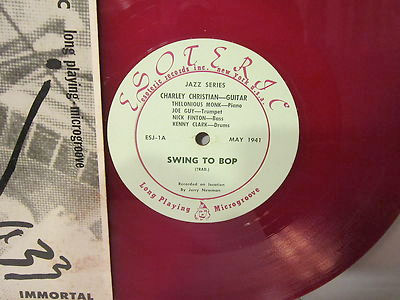 long playing microgroove
IMMORTAL
ESOTERIC
esoteric records inc. new york u.s.a.
JAZZ SERIES
CHARLEY CHRISTIAN—GUITAR
THELONIOUS MONK—Piano
JOE GUY—Trumpet
NICK FINTON—Bass
KENNY CLARK—Drums
ESJ-1A
MAY 1941
SWING TO BOP
(TRAD.)
Recorded on location
by Jerry Newman
Long Playing Microgroove